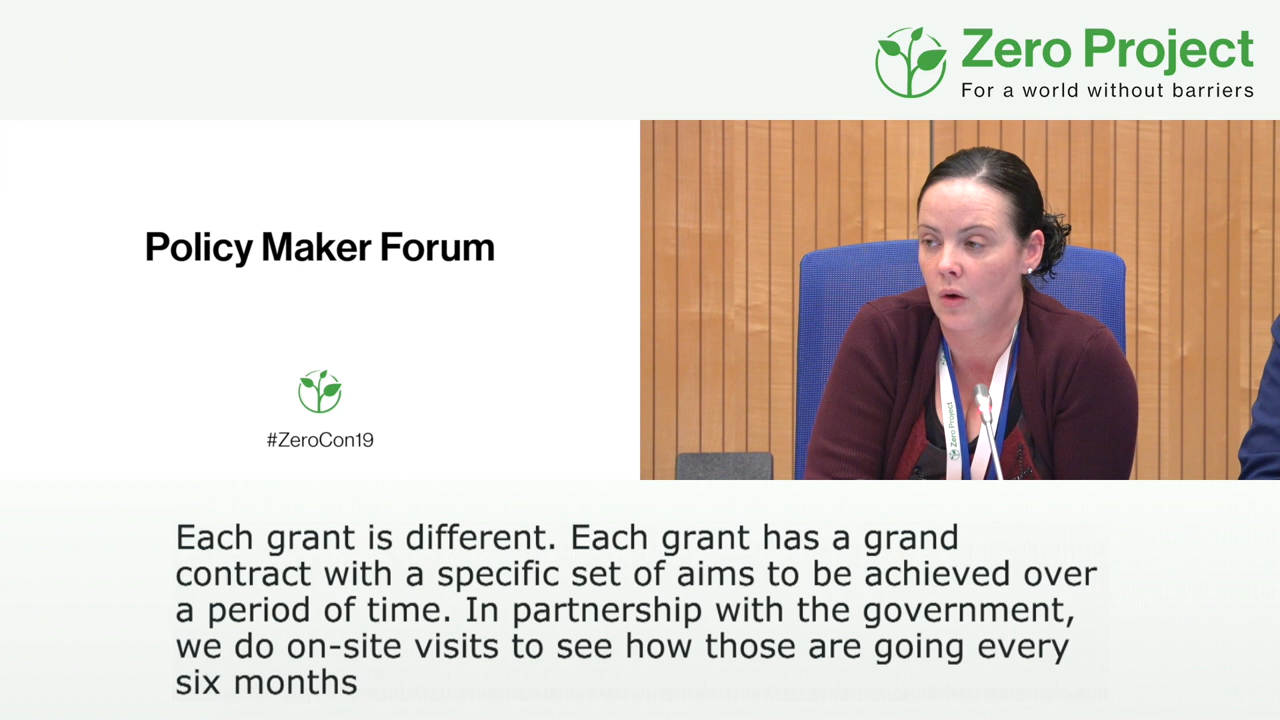 Zero Project
For a world without barriers
Policy Maker Forum
#ZeroCon19
Zero Project
Each grant is different. Each grant has a grand
contract with a specific set of aims to be achieved over
a period of time. In partnership with the government,
we do on-site visits to see how those are going every
six months